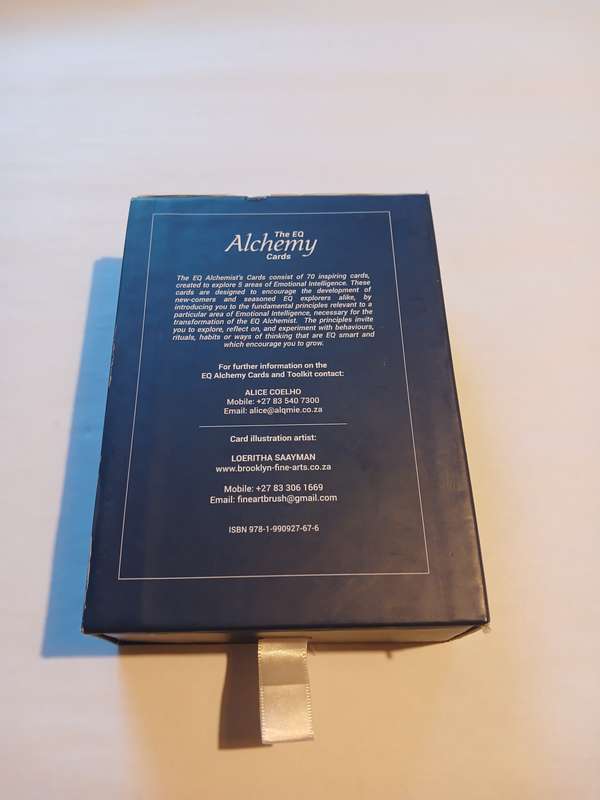 The EQ
Alchemy
Cards
The EQ Alchemist's Cards consist of 70 inspiring cards,
created to explore 5 areas of Emotional Intelligence. These
cards are designed to encourage the development of
new-comers and seasoned EQ explorers alike, by
introducing you to the fundamental principles relevant to a
particular area of Emotional Intelligence, necessary for the
transformation of the EQ Alchemist. The principles invite
you to explore, reflect on, and experiment with behaviours,
rituals, habits or ways of thinking that are EQ smart and
which encourage you to grow.
For further information on the
EQ Alchemy Cards and Toolkit contact:
ALICE COELHO
Mobile: +27 83 540 7300
Email: alice@alqmie.co.za
Card illustration artist:
LOERITHA SAAYMAN
www.brooklyn-fine-arts.co.za
Mobile: +27 83 306 1669
Email: fineartbrush@gmail.com
ISBN 978-1-990927-67-6